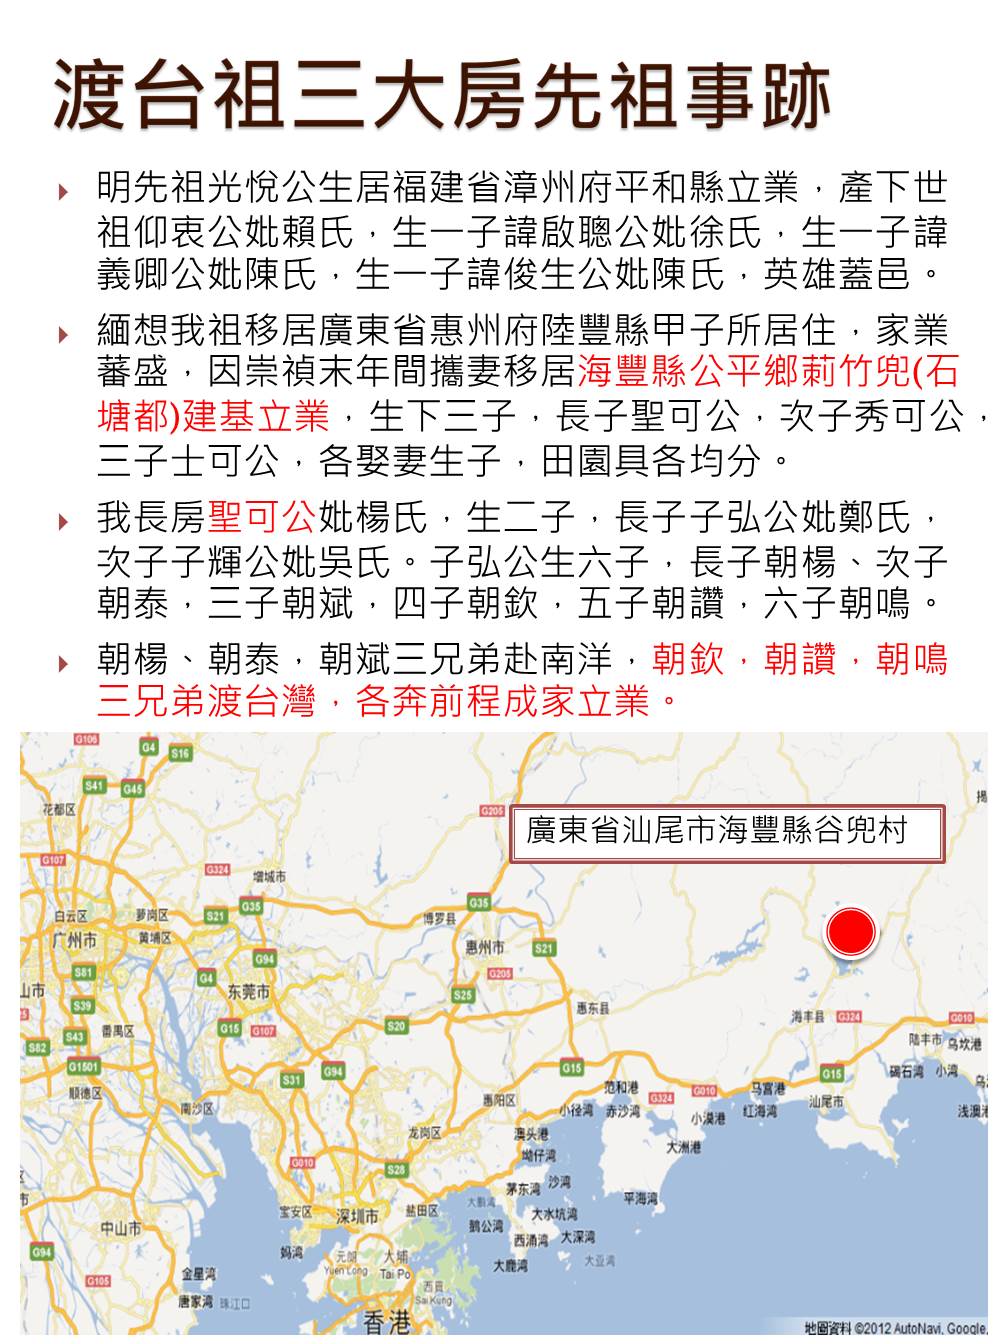 渡台祖三大房先祖事跡
明先祖光悅公生居福建省漳州府平和縣立業，產下世
祖仰衷公妣賴氏，生一子諱啟聰公妣徐氏，生一子諱
義卿公妣陳氏，生一子諱俊生公妣陳氏，英雄蓋邑。
緬想我祖移居廣東省惠州府陸豐縣甲子所居住，家業
蕃盛，因崇禎末年間攜妻移居海豐縣公平鄉莿竹兜(石
塘都)建基立業，生下三子，長子聖可公，次子秀可公，
三子士可公，各娶妻生子，田園具各均分。
我長房聖可公妣楊氏，生二子，長子子弘公妣鄭氏，
次子子輝公妣吳氏。子弘公生六子，長子朝楊、次子
朝泰，三子朝斌，四子朝欽，五子朝讚，六子朝鳴。
朝楊、朝泰，朝斌三兄弟赴南洋，朝欽，朝讚，朝鳴
三兄弟渡台灣，各奔前程成家立業。
G106
G4
S16
S41
G45
花都区
揭
G205
廣東省汕尾市海豐縣谷兜村
G107
G324
增城市
白云区
萝岗区
S21
G35
博罗县
G35
广州市
黄埔区
惠州市
S21
S81
G94
G4
G205
山市
东莞市
S25
S39
惠东县
海丰县
G324
G010
番禺区
G15
G107
S20
S43
S82
陆丰市
乌坎港
G1501
S31
G94
G15
G15
碣石湾
小湾
顺德区
范和港
G010
马宫港
南沙区
惠阳区
小径湾
赤沙湾
G324
小漠港
红海湾
汕尾市
浅澳港
龙岗区
澳头港
大洲港
G010
S28
坳仔湾
茅东湾
沙湾
平海湾
宝安区
深圳市
盐田区
大鹏湾
大水坑湾
中山市
鹅公湾
西涌湾
大深湾
G94
妈湾
元朗
大埔
大鹿湾
大亚湾
G105
金星湾
Yuen Long
Tai Po
西貢
唐家湾
珠江口
Sai Kung
香港
地圖資料 ©2012 AutoNavi, Google,